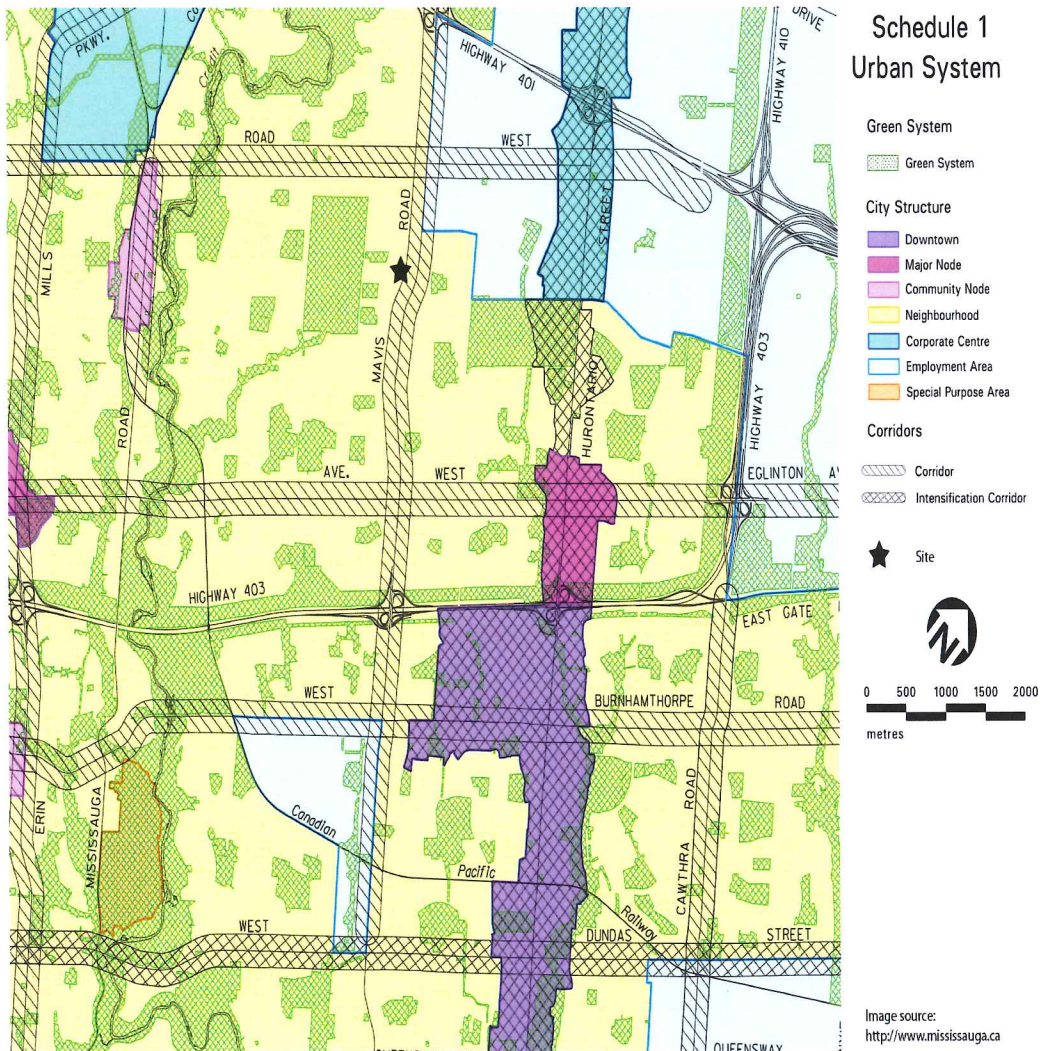 Schedule 1
Urban System
Green System
Green System
City Structure
Downtown
Major Node
Community Node
Neighbourhood
Corporate Centre
Employment Area
Special Purpose Area
Corridors
Corridor
Intensification Corridor
Site
N
0 500 1000 1500 2000
metres
Image source:
http://www.mississauga.ca
PKWY.
Credit
HIGHWAY 401
DRIVE
HIGHWAY 410
ROAD
WEST
MILLS
ROAD
STREET
MAVIS
ROAD
HURONTARIO
HIGHWAY 403
AVE.
WEST
EGLINTON
HIGHWAY 403
EAST GATE
WEST
BURNHAMTHORPE
ROAD
ERIN
MISSISSAUGA
Canadian
Pacific
Railway
CAWTHRA
ROAD
WEST
DUNDAS
STREET
QUEENSWAY